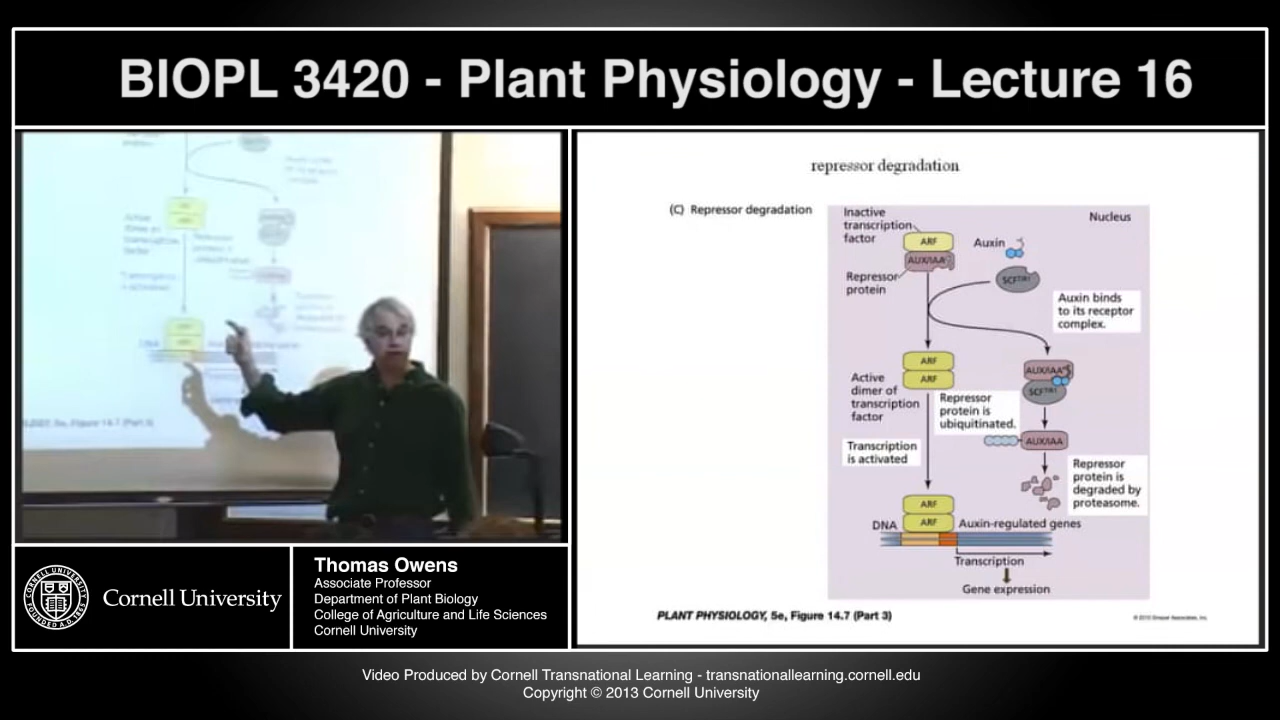 BIOPL 3420 - Plant Physiology - Lecture 16
repressor degradation
(C) Repressor degradation
Inactive
transcription
factor
Nucleus
ARF
Auxin
AUX/IAA
Repressor
protein
SCFTIR1
Auxin binds
to its receptor
complex.
ARF
ARF
AUX/IAA
SCFTIR1
Active
dimer of
transcription
factor
Repressor
protein is
ubiquitinated.
AUX/IAA
Transcription
is activated
Repressor
protein is
degraded by
proteasome.
ARF
ARF
DNA
Auxin-regulated genes
Transcription
Gene expression
PLANT PHYSIOLOGY, 5e, Figure 14.7 (Part 3)
DNA
Cornell University
Thomas Owens
Associate Professor
Department of Plant Biology
College of Agriculture and Life Sciences
Cornell University
Video Produced by Cornell Transnational Learning - transnationallearning.cornell.edu
Copyright © 2013 Cornell University